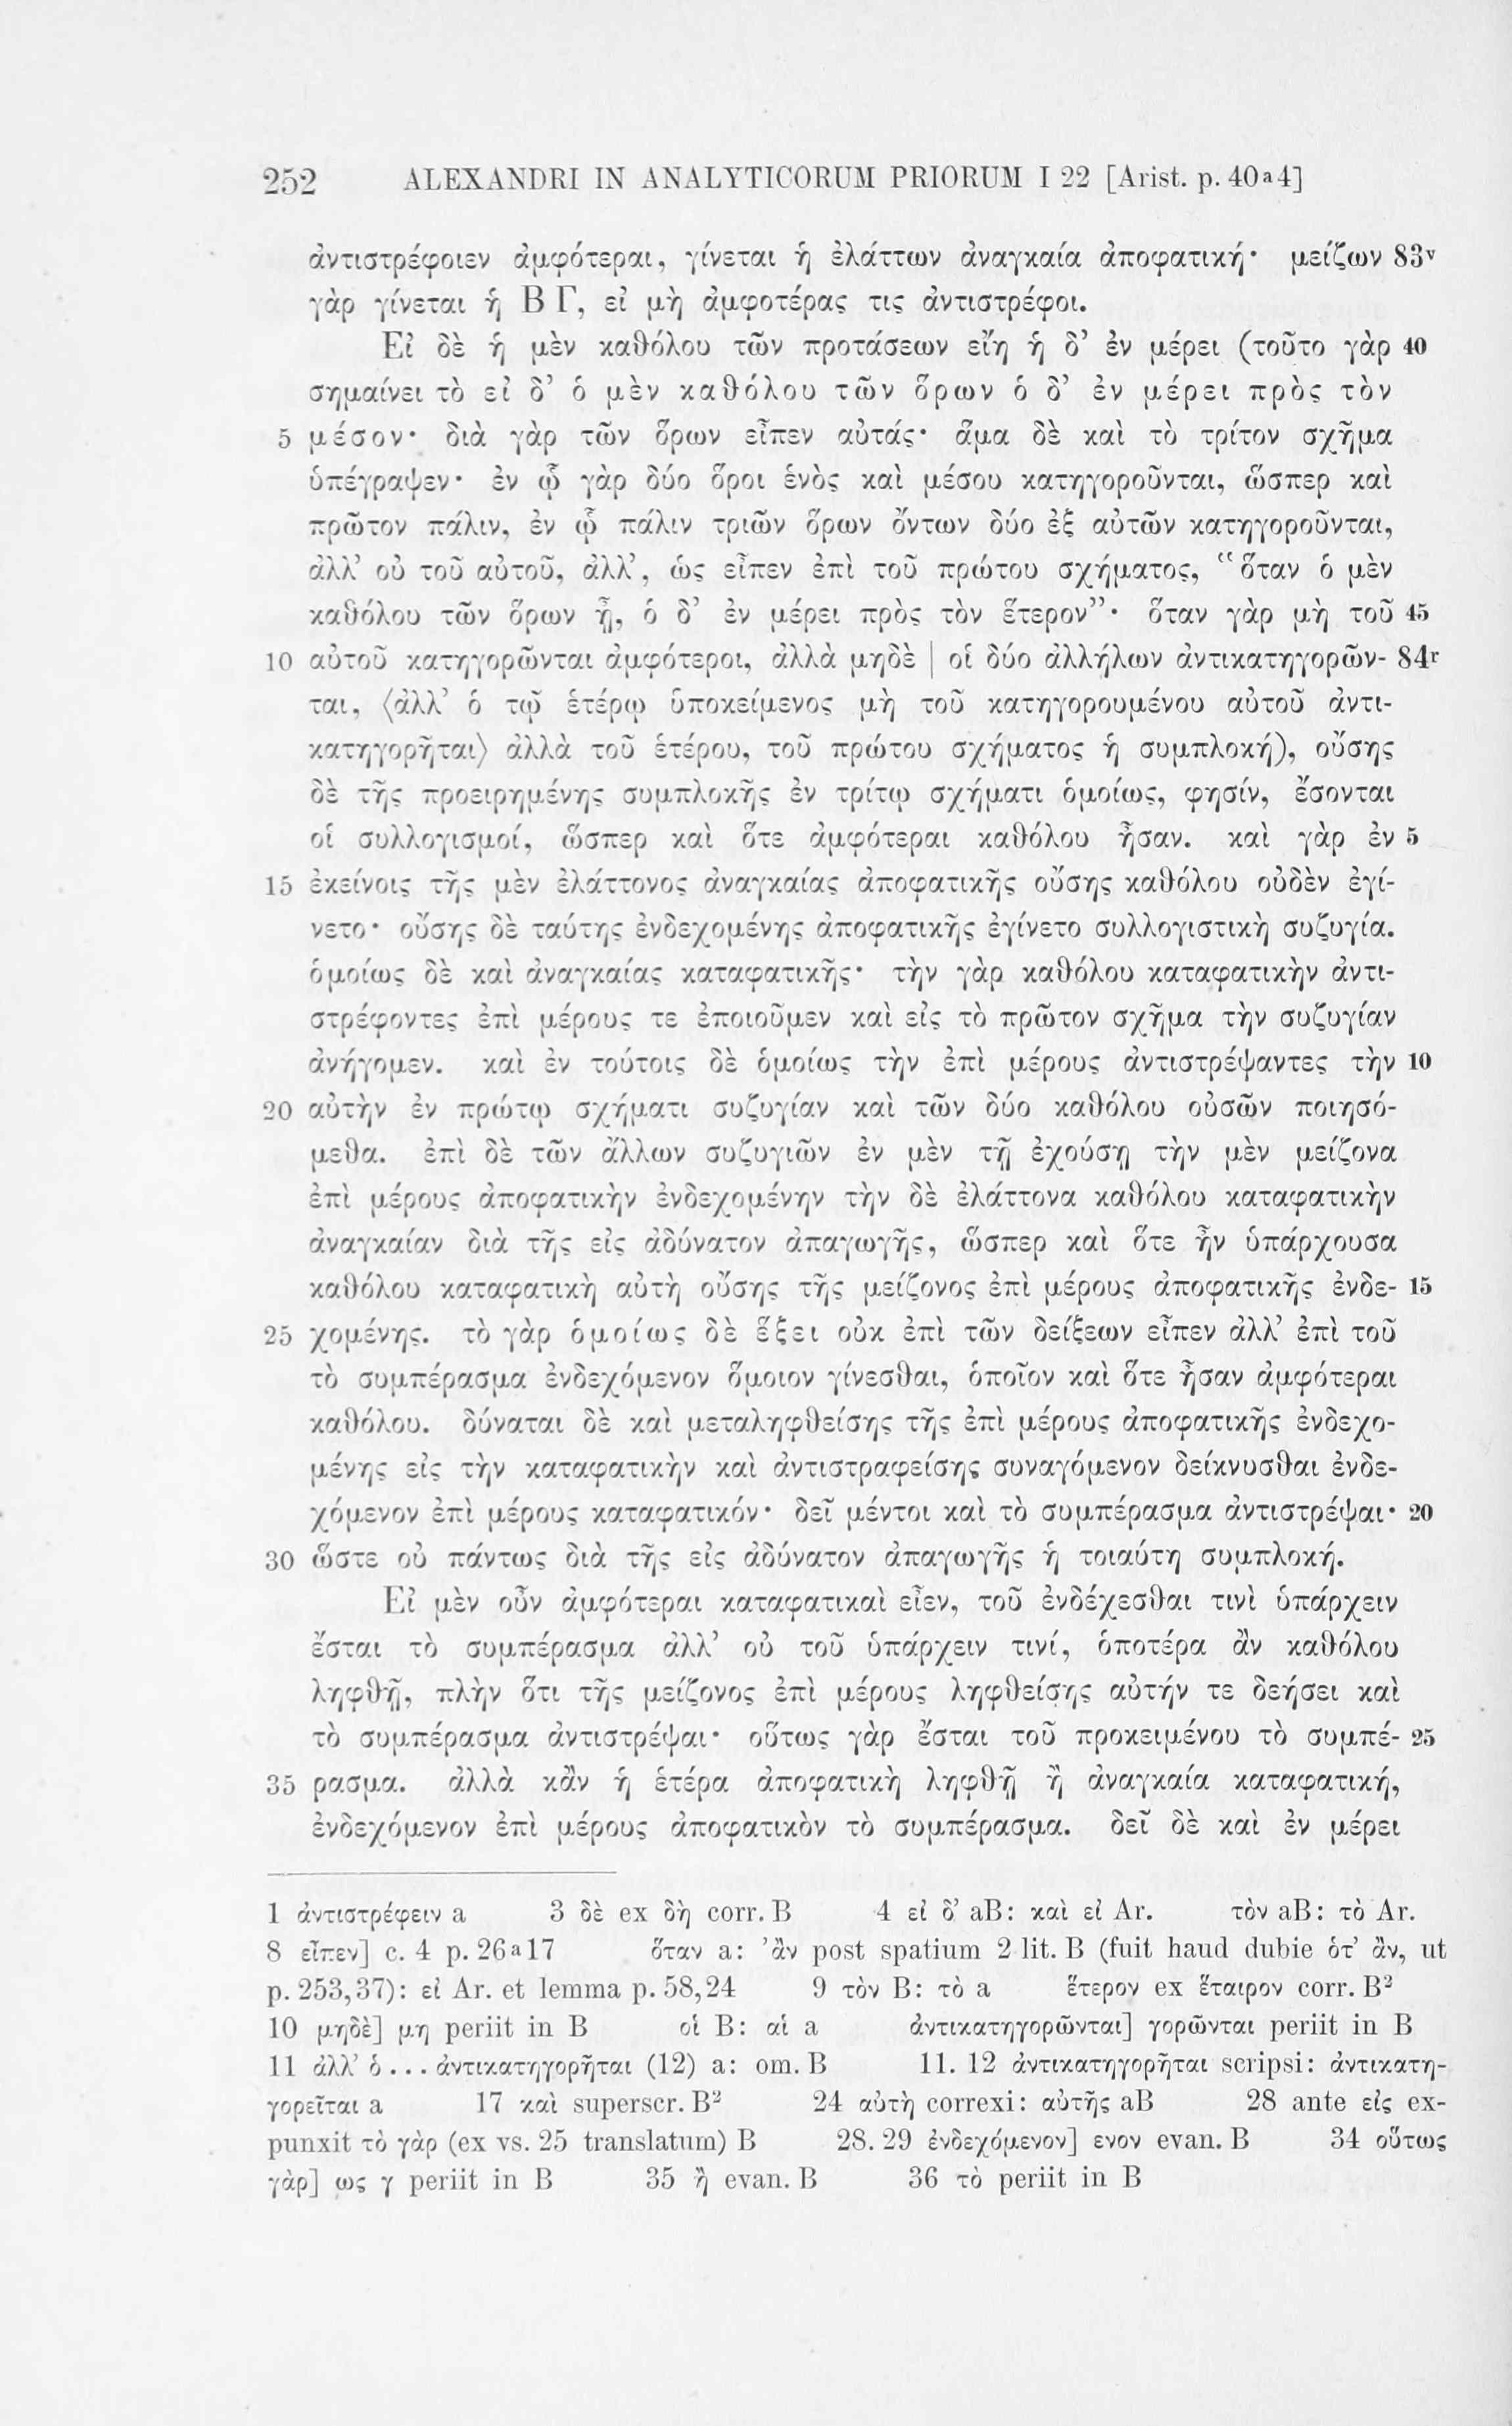 252 ALEXANDRI IN ANALYTICORUM PRIORUM I 22 [Arist. p. 40 a 4]
ἀντιστρέφοιεν ἀμφότεραι, γίνεται ἡ ἐλάττων ἀναγκαία ἀποφατική· μείζων 83v
γὰρ γίνεται ἡ Β Γ, εἰ μὴ ἀμφοτέρας τις ἀντιστρέφοι.
Εἰ δὲ ἡ μὲν καθόλου τῶν προτάσεων εἴη ἡ δ’ ἐν μέρει (τοῦτο γὰρ 40
σημαίνει τὸ εἰ δ’ ὁ μὲν καθόλου τῶν ὅρων ὁ δ’ ἐν μέρει πρὸς τὸν
5 μέσον· διὰ γὰρ τῶν ὅρων εἶπεν αὐτάς· ἅμα δὲ καὶ τὸ τρίτον σχῆμα
ὑπέγραψεν· ἐν ᾧ γὰρ δύο ὅροι ἑνὸς καὶ μέσου κατηγοροῦνται, ὥσπερ καὶ
πρῶτον πάλιν, ἐν ᾧ πάλιν τριῶν ὅρων ὄντων δύο ἐξ αὐτῶν κατηγοροῦνται,
ἀλλ’ οὐ τοῦ αὐτοῦ, ἀλλ’, ὡς εἶπεν ἐπὶ τοῦ πρώτου σχήματος, “ὅταν ὁ μὲν
καθόλου τῶν ὅρων ᾖ, ὁ δ’ ἐν μέρει πρὸς τὸν ἕτερον”· ὅταν γὰρ μὴ τοῦ 45
10 αὐτοῦ κατηγορῶνται ἀμφότεροι, ἀλλὰ μηδὲ | οἱ δύο ἀλλήλων ἀντικατηγορῶν- 84r
ται, ⟨ἀλλ’ ὁ τῷ ἑτέρῳ ὑποκείμενος μὴ τοῦ κατηγορουμένου αὐτοῦ ἀντι-
κατηγορῆται⟩ ἀλλὰ τοῦ ἑτέρου, τοῦ πρώτου σχήματος ἡ συμπλοκή), οὔσης
δὲ τῆς προειρημένης συμπλοκῆς ἐν τρίτῳ σχήματι ὁμοίως, φησίν, ἔσονται
οἱ συλλογισμοί, ὥσπερ καὶ ὅτε ἀμφότεραι καθόλου ἦσαν. καὶ γὰρ ἐν 5
15 ἐκείνοις τῆς μὲν ἐλάττονος ἀναγκαίας ἀποφατικῆς οὔσης καθόλου οὐδὲν ἐγί-
νετο· οὔσης δὲ ταύτης ἐνδεχομένης ἀποφατικῆς ἐγίνετο συλλογιστικὴ συζυγία.
ὁμοίως δὲ καὶ ἀναγκαίας καταφατικῆς· τὴν γὰρ καθόλου καταφατικὴν ἀντι-
στρέφοντες ἐπὶ μέρους τε ἐποιοῦμεν καὶ εἰς τὸ πρῶτον σχῆμα τὴν συζυγίαν
ἀνήγομεν. καὶ ἐν τούτοις δὲ ὁμοίως τὴν ἐπὶ μέρους ἀντιστρέψαντες τὴν 10
20 αὐτὴν ἐν πρώτῳ σχήματι συζυγίαν καὶ τῶν δύο καθόλου οὐσῶν ποιησό-
μεθα. ἐπὶ δὲ τῶν ἄλλων συζυγιῶν ἐν μὲν τῇ ἐχούσῃ τὴν μὲν μείζονα
ἐπὶ μέρους ἀποφατικὴν ἐνδεχομένην τὴν δὲ ἐλάττονα καθόλου καταφατικὴν
ἀναγκαίαν διὰ τῆς εἰς ἀδύνατον ἀπαγωγῆς, ὥσπερ καὶ ὅτε ἦν ὑπάρχουσα
καθόλου καταφατικὴ αὐτὴ οὔσης τῆς μείζονος ἐπὶ μέρους ἀποφατικῆς ἐνδε- 15
25 χομένης. τὸ γὰρ ὁμοίως δὲ ἕξει οὐκ ἐπὶ τῶν δείξεων εἶπεν ἀλλ’ ἐπὶ τοῦ
τὸ συμπέρασμα ἐνδεχόμενον ὅμοιον γίνεσθαι, ὁποῖον καὶ ὅτε ἦσαν ἀμφότεραι
καθόλου. δύναται δὲ καὶ μεταληφθείσης τῆς ἐπὶ μέρους ἀποφατικῆς ἐνδεχο-
μένης εἰς τὴν καταφατικὴν καὶ ἀντιστραφείσης συναγόμενον δείκνυσθαι ἐνδε-
χόμενον ἐπὶ μέρους καταφατικόν· δεῖ μέντοι καὶ τὸ συμπέρασμα ἀντιστρέψαι· 20
30 ὥστε οὐ πάντως διὰ τῆς εἰς ἀδύνατον ἀπαγωγῆς ἡ τοιαύτη συμπλοκή.
Εἰ μὲν οὖν ἀμφότεραι καταφατικαὶ εἶεν, τοῦ ἐνδέχεσθαι τινὶ ὑπάρχειν
ἔσται τὸ συμπέρασμα ἀλλ’ οὐ τοῦ ὑπάρχειν τινί, ὁποτέρα ἂν καθόλου
ληφθῇ, πλὴν ὅτι τῆς μείζονος ἐπὶ μέρους ληφθείσης αὐτήν τε δεήσει καὶ
τὸ συμπέρασμα ἀντιστρέψαι· οὕτως γὰρ ἔσται τοῦ προκειμένου τὸ συμπέ- 25
35 ρασμα. ἀλλὰ κἂν ἡ ἑτέρα ἀποφατικὴ ληφθῇ ἢ ἀναγκαία καταφατική,
ἐνδεχόμενον ἐπὶ μέρους ἀποφατικὸν τὸ συμπέρασμα. δεῖ δὲ καὶ ἐν μέρει
1 ἀντιστρέφειν a 3 δὲ ex δὴ corr. B 4 εἰ δ’ aB: καὶ εἰ Ar. τὸν aB: τὸ Ar.
8 εἶπεν] c. 4 p. 26 a 17 ὅταν a: ’ἂν post spatium 2 lit. B (fuit haud dubie ὅτ’ ἂν, ut
p. 253,37): εἰ Ar. et lemma p. 58,24 9 τὸν B: τὸ a ἕτερον ex ἕταιρον corr. B²
10 μηδὲ] μη periit in B οἱ B: αἱ a ἀντικατηγορῶνται] γορῶνται periit in B
11 ἀλλ’ ὁ... ἀντικατηγορῆται (12) a: om. B 11. 12 ἀντικατηγορῆται scripsi: ἀντικατη-
γορεῖται a 17 καὶ superscr. B² 24 αὐτὴ correxi: αὐτῆς aB 28 ante εἰς ex-
punxit τὸ γὰρ (ex vs. 25 translatum) B 28. 29 ἐνδεχόμενον] ενον evan. B 34 οὕτως
γὰρ] ως γ periit in B 35 ἢ evan. B 36 τὸ periit in B